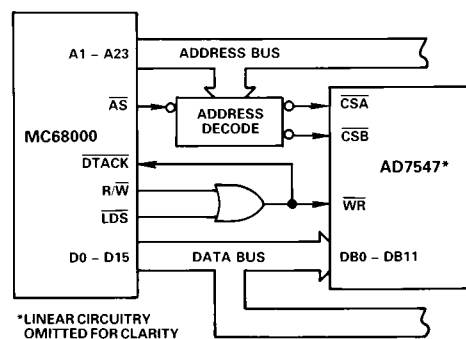 A1 – A23
ADDRESS BUS
AS
ADDRESS
DECODE
CSA
CSB
MC68000
AD7547*
DTACK
R/W
WR
LDS
D0 – D15
DATA BUS
DB0 – DB11
*LINEAR CIRCUITRY
OMITTED FOR CLARITY